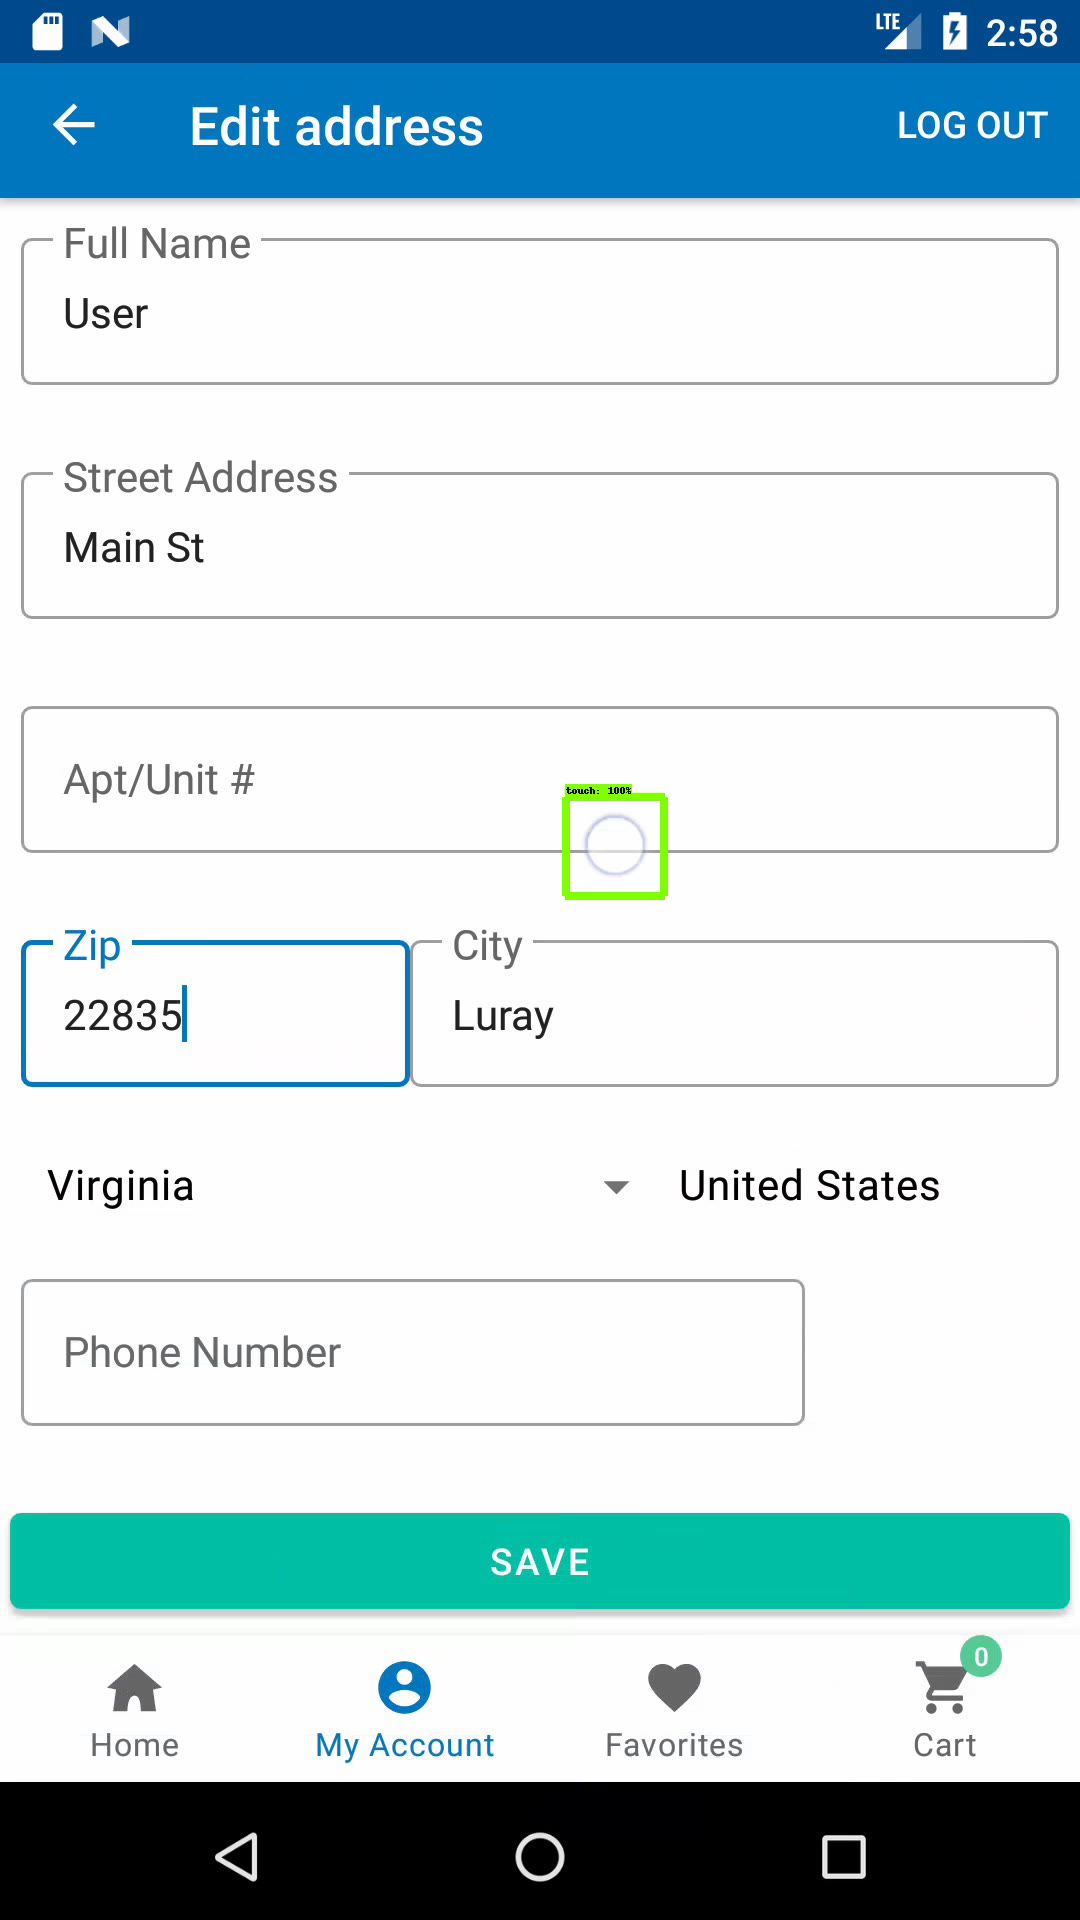 LTE 2:58
Edit address
LOG OUT
Full Name
User
Street Address
Main St
Apt/Unit #
touch: 100%
Zip
City
22835
Luray
Virginia
United States
Phone Number
SAVE
0
Home
My Account
Favorites
Cart